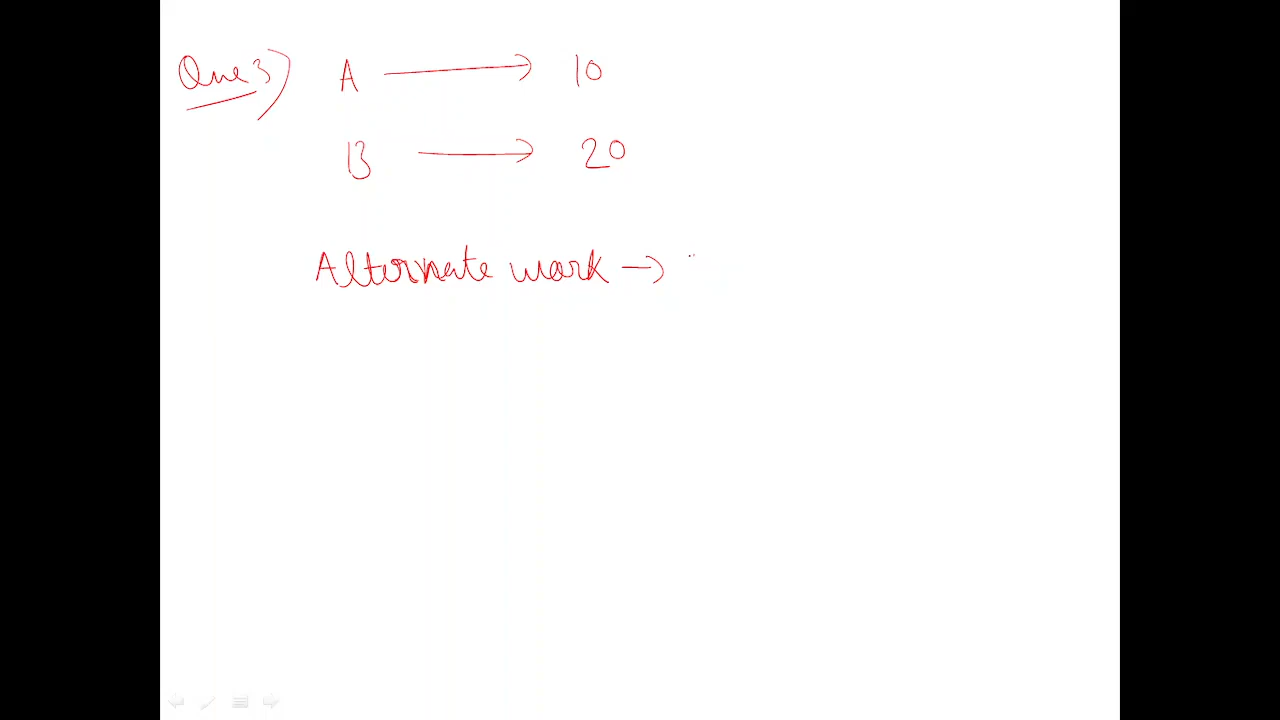 Que 3) A → 10
B → 20
Alternate work →